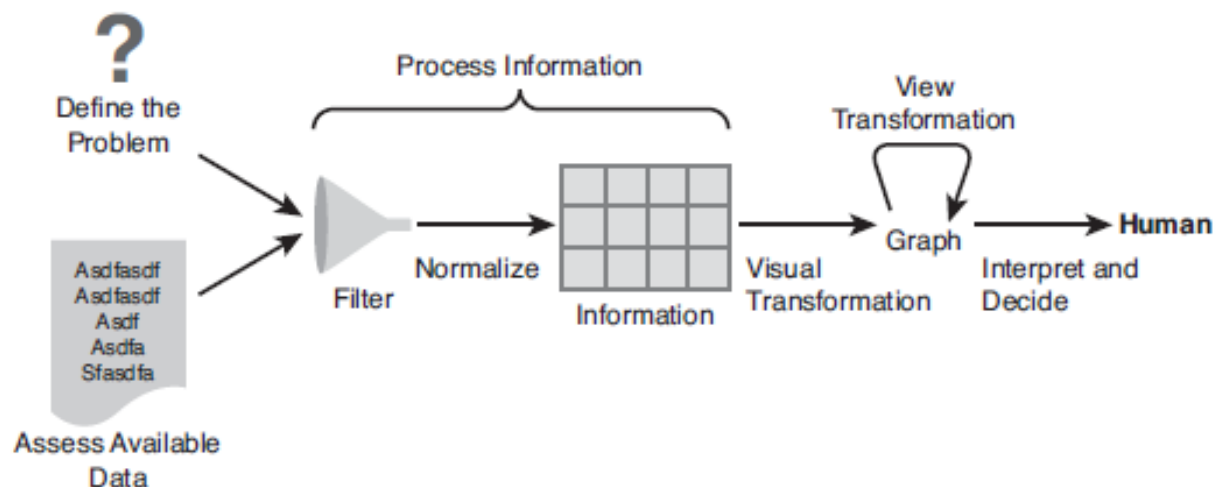 ?
Define the
Problem
Process Information
View
Transformation
Asdfasdf
Asdfasdf
Asdf
Asdfa
Sfasdfa
Assess Available
Data
Filter
Normalize
Information
Visual
Transformation
Graph
Interpret and
Decide
Human